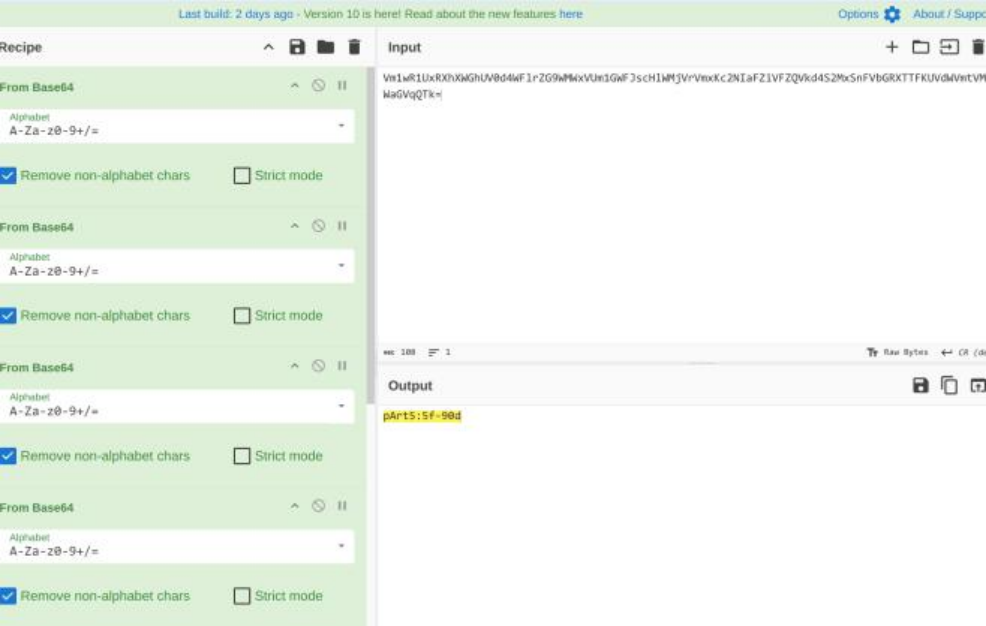 Last build: 2 days ago - Version 10 is here! Read about the new features here
Options
About / Suppo
Recipe
Input
From Base64
Alphabet
A-Za-z0-9+/=
Remove non-alphabet chars
Strict mode
From Base64
Alphabet
A-Za-z0-9+/=
Remove non-alphabet chars
Strict mode
From Base64
Alphabet
A-Za-z0-9+/=
Remove non-alphabet chars
Strict mode
From Base64
Alphabet
A-Za-z0-9+/=
Remove non-alphabet chars
Strict mode
WaGVqQTk=
1
Raw Bytes
Output
pArt5:5f-90d